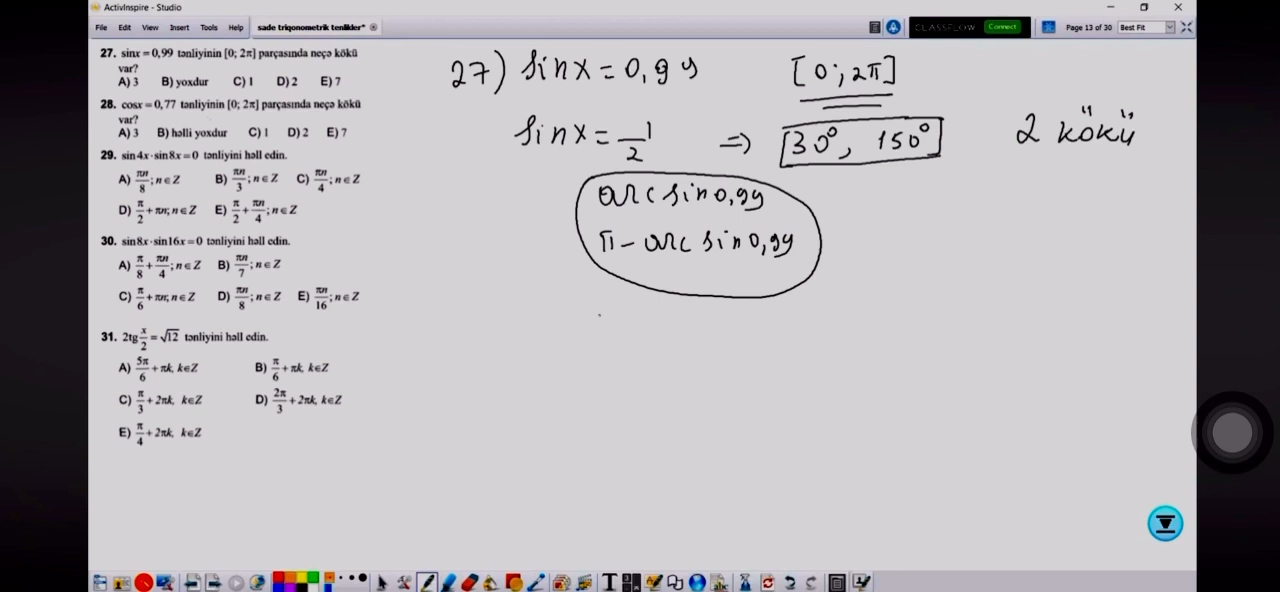 ActivInspire - Studio
File Edit View Insert Tools Help sade triqonometrik tenlikler*
CLASSFLOW Connect Page 13 of 30 Best Fit
27. sinx = 0,99 tənliyinin [0; 2π] parçasında neçə kökü
var?
A) 3 B) yoxdur C) 1 D) 2 E) 7
28. cosx = 0,77 tənliyinin [0; 2π] parçasında neçə kökü
var?
A) 3 B) həlli yoxdur C) 1 D) 2 E) 7
29. sin4x·sin8x = 0 tənliyini həll edin.
A) πn/8; n∈Z B) πn/3; n∈Z C) πn/4; n∈Z
D) π/2 + πn; n∈Z E) π/2 + πn/4; n∈Z
30. sin8x·sin16x = 0 tənliyini həll edin.
A) π/8 + πn/4; n∈Z B) πn/7; n∈Z
C) π/6 + πn; n∈Z D) πn/8; n∈Z E) πn/16; n∈Z
31. 2tg x/2 = √12 tənliyini həll edin.
A) 5π/6 + πk, k∈Z B) π/6 + πk, k∈Z
C) π/3 + 2πk, k∈Z D) 2π/3 + 2πk, k∈Z
E) π/4 + 2πk, k∈Z
27) sinx = 0,99 [0; 2π]
sinx = 1/2 => [30°, 150°] 2 kökü
arcsin0,99
π - arcsin0,99